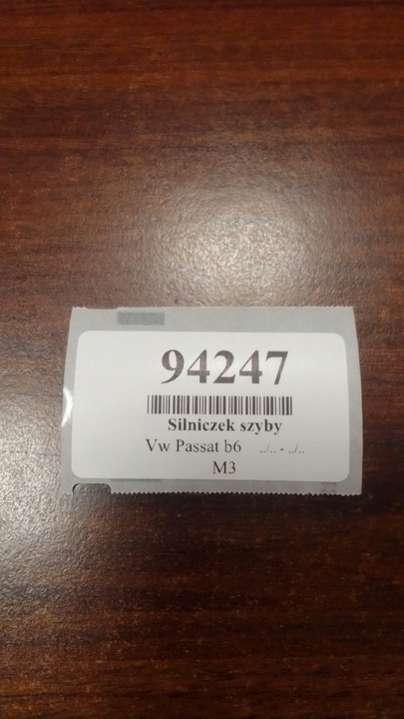 94247
Silniczek szyby
Vw Passat b6 ../.. - ../..
M3